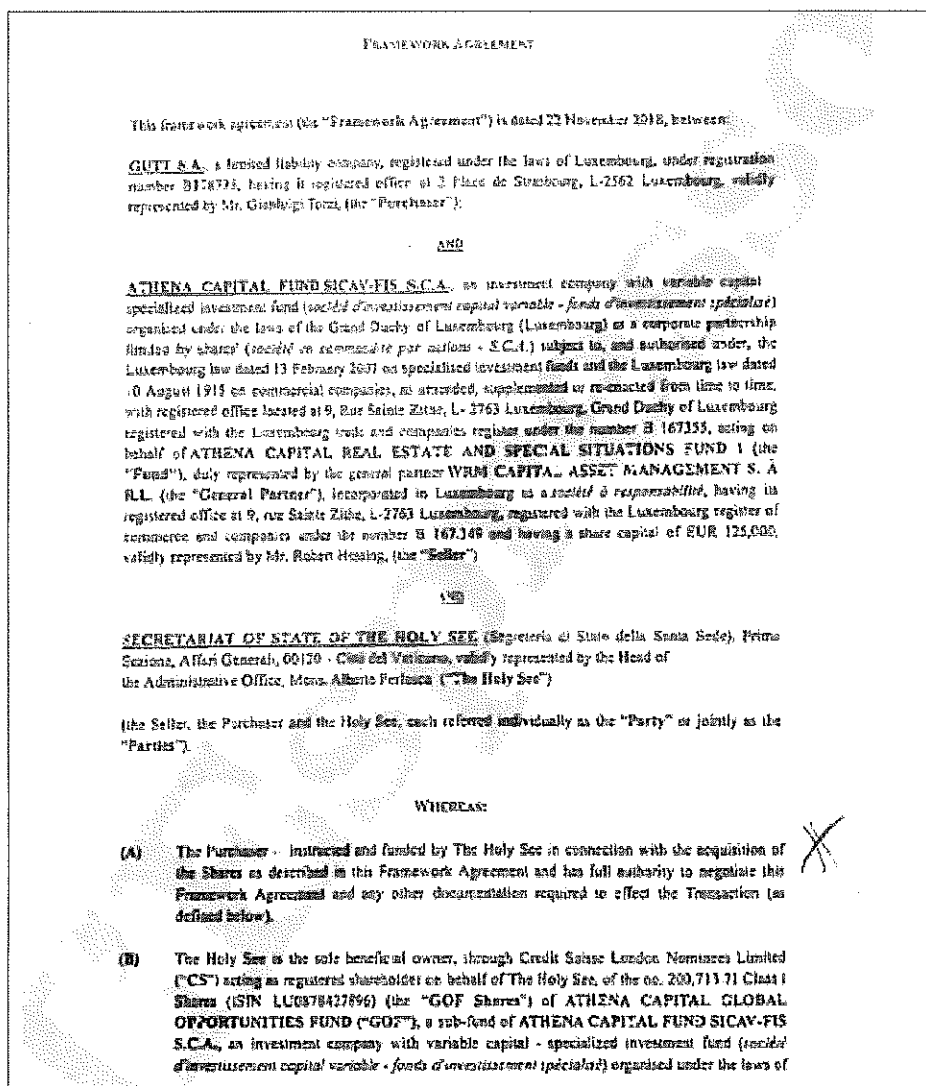 FRAMEWORK AGREEMENT
This framework agreement (the "Framework Agreement") is dated 22 November 2018, between:
GUTT S.A., a limited liability company, registered under the laws of Luxembourg, under registration
number having it registered office at 2 Place de Strasbourg, L-2562 Luxembourg, validly
represented by Mr. Gianluigi Torzi, (the "Purchaser");
AND
ATHENA CAPITAL FUND SICAV-FIS S.C.A., an investment company with variable capital -
specialised investment fund (société d'investissement capital variable - fonds d'investissement spécialisé)
organised under the laws of the Grand Duchy of Luxembourg (Luxembourg) as a corporate partnership
limited by shares' (société en commandite par actions - S.C.A.) subject to, and authorised under, the
Luxembourg law dated 13 February 2007 on specialised investment funds and the Luxembourg law dated
10 August 1915 on commercial companies, as amended, supplemented or re-enacted from time to time,
with registered office located at 9, Rue Sainte Zithe, L- 2763 Luxembourg, Grand Duchy of Luxembourg
registered with the Luxembourg trade and companies register under the number B 167355, acting on
behalf of ATHENA CAPITAL REAL ESTATE AND SPECIAL SITUATIONS FUND 1 (the
"Fund"), duly represented by the general partner WRM CAPITAL ASSET MANAGEMENT S. À
R.L. (the "General Partner"), incorporated in Luxembourg as a société à responsabilité, having its
registered office at 9, rue Sainte Zithe, L-2763 Luxembourg, registered with the Luxembourg register of
commerce and companies under the number B 167.349 and having a share capital of EUR 125,000,
validly represented by Mr. Robert (the "Seller")
AND
SECRETARIAT OF STATE OF THE HOLY SEE (Segreteria di Stato della Santa Sede), Prima
Sezione, Affari Generali, 00120 - Città del Vaticano, validly represented by the Head of
the Administrative Office, Mons. Alberto Perlasca ("The Holy See")
(the Seller, the Purchaser and the Holy See, each referred individually as the "Party" or jointly as the
"Parties").
WHEREAS:
(A) The Purchaser - instructed and funded by The Holy See in connection with the acquisition of
the Shares as described in this Framework Agreement and has full authority to negotiate this
Framework Agreement and any other documentation required to effect the Transaction (as
defined below).
(B) The Holy See is the sole beneficial owner, through Credit Suisse London Nominees Limited
("CS") acting as registered shareholder on behalf of The Holy See, of the no. 200,713.71 Class I
Shares (ISIN LU0878427896) (the "GOF Shares") of ATHENA CAPITAL GLOBAL
OPPORTUNITIES FUND ("GOF"), a sub-fund of ATHENA CAPITAL FUND SICAV-FIS
S.C.A., an investment company with variable capital - specialized investment fund (société
d'investissement capital variable - fonds d'investissement spécialisé) organised under the laws of